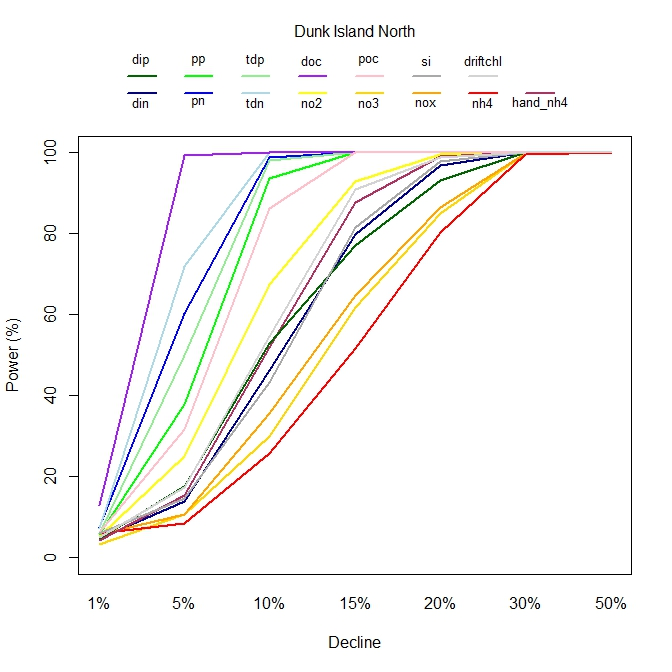 Dunk Island North
dip pp tdp doc poc si driftchl
din pn tdn no2 no3 nox nh4 hand_nh4
100
80
60
40
20
0
Power (%)
1% 5% 10% 15% 20% 30% 50%
Decline